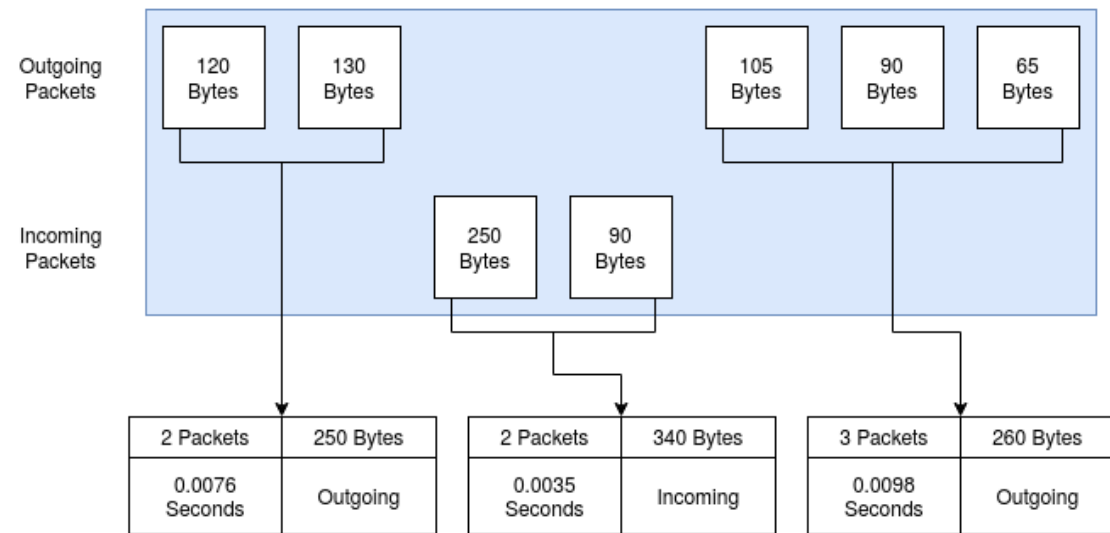 Outgoing
Packets
120
Bytes
130
Bytes
105
Bytes
90
Bytes
65
Bytes
Incoming
Packets
250
Bytes
90
Bytes
2 Packets
250 Bytes
0.0076
Seconds
Outgoing
2 Packets
340 Bytes
0.0035
Seconds
Incoming
3 Packets
260 Bytes
0.0098
Seconds
Outgoing